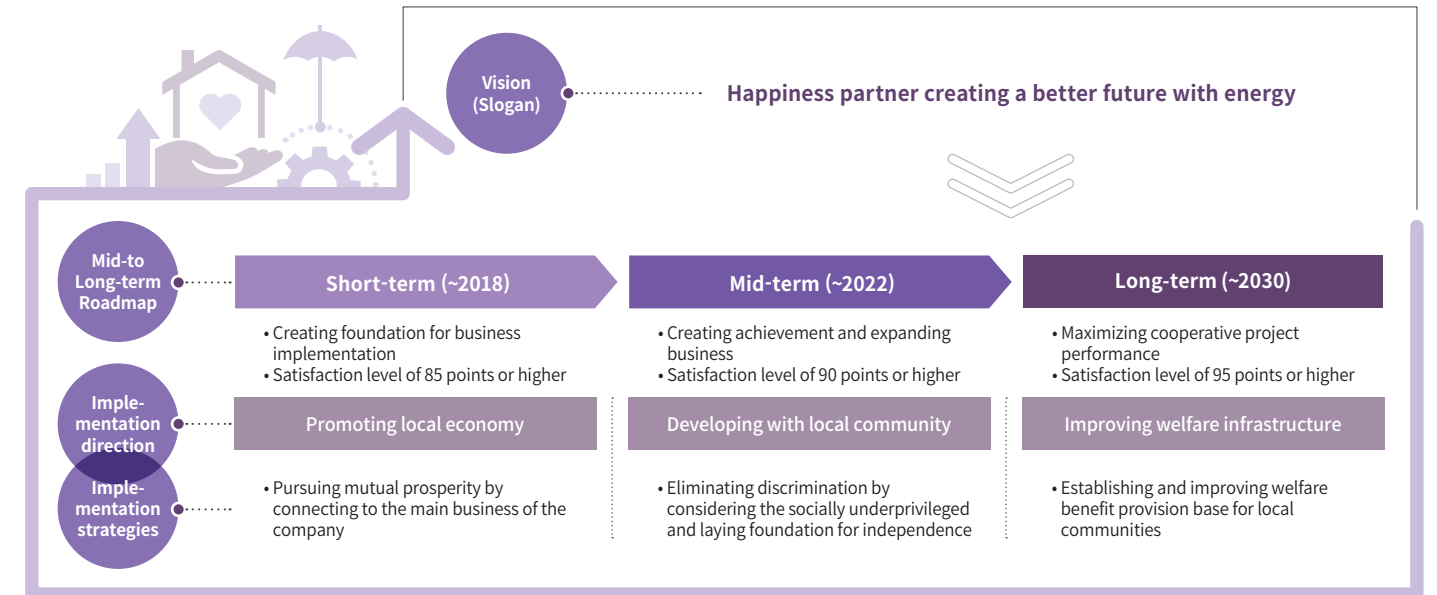 Vision
(Slogan)
Happiness partner creating a better future with energy
Mid-to
Long-term
Roadmap
Short-term (~2018)
Mid-term (~2022)
Long-term (~2030)
• Creating foundation for business
implementation
• Satisfaction level of 85 points or higher
• Creating achievement and expanding
business
• Satisfaction level of 90 points or higher
• Maximizing cooperative project
performance
• Satisfaction level of 95 points or higher
Imple-
mentation
direction
Promoting local economy
Developing with local community
Improving welfare infrastructure
Imple-
mentation
strategies
• Pursuing mutual prosperity by
connecting to the main business of the
company
• Eliminating discrimination by
considering the socially underprivileged
and laying foundation for independence
• Establishing and improving welfare
benefit provision base for local
communities